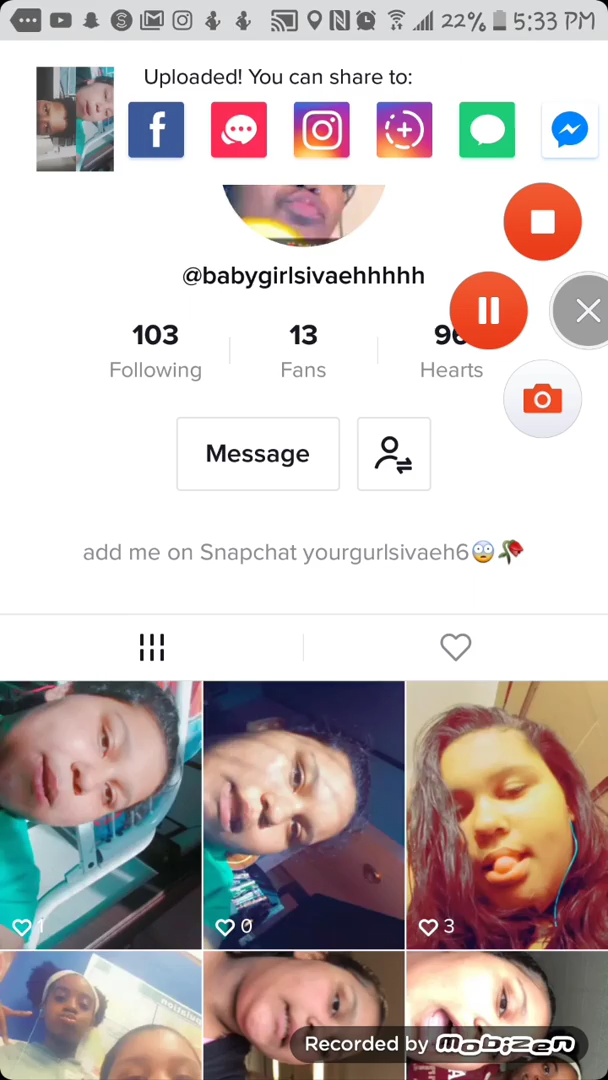 22% 5:33 PM
Uploaded! You can share to:
@babygirlsivaehhhhh
103 13
Following Fans Hearts
Message
add me on Snapchat yourgurlsivaeh6😨🥀
1 0 3
Recorded by mobizen